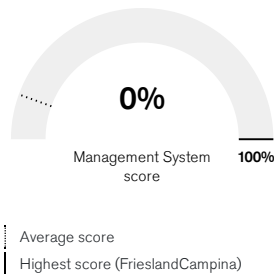 0%
Management System
score
100%
Average score
Highest score (FrieslandCampina)